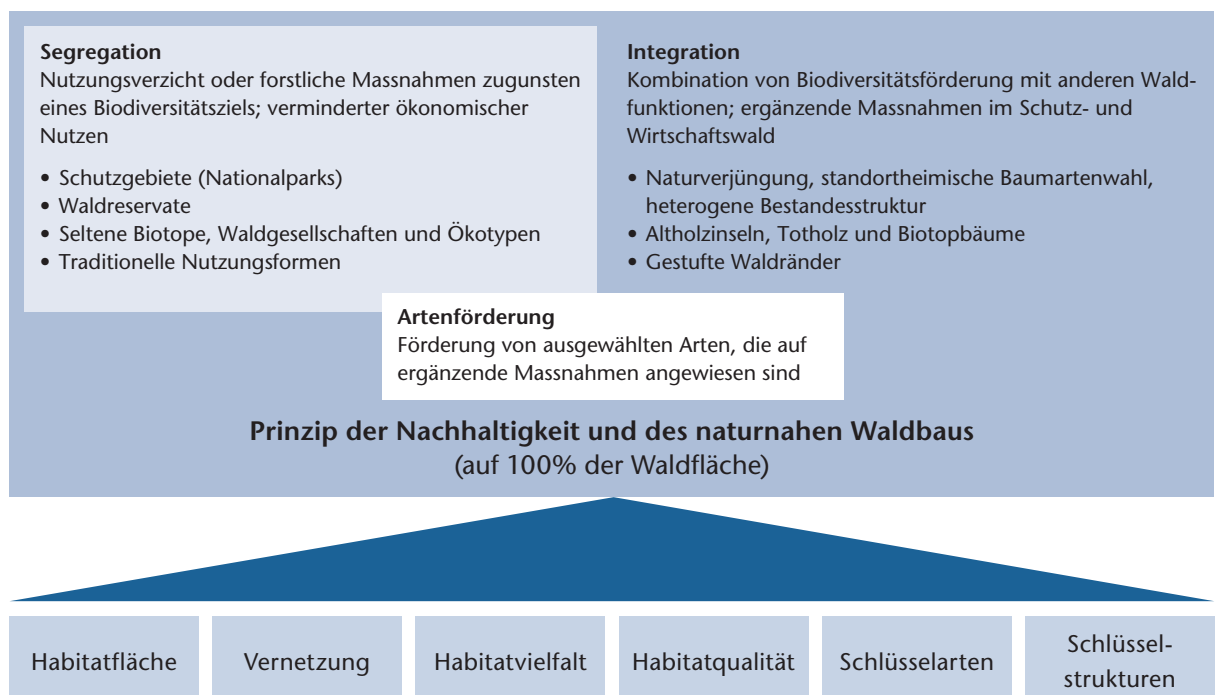 Segregation
Nutzungsverzicht oder forstliche Massnahmen zugunsten
eines Biodiversitätsziels; verminderter ökonomischer
Nutzen
• Schutzgebiete (Nationalparks)
• Waldreservate
• Seltene Biotope, Waldgesellschaften und Ökotypen
• Traditionelle Nutzungsformen
Integration
Kombination von Biodiversitätsförderung mit anderen Wald-
funktionen; ergänzende Massnahmen im Schutz- und
Wirtschaftswald
• Naturverjüngung, standortheimische Baumartenwahl,
heterogene Bestandesstruktur
• Altholzinseln, Totholz und Biotopbäume
• Gestufte Waldränder
Artenförderung
Förderung von ausgewählten Arten, die auf
ergänzende Massnahmen angewiesen sind
Prinzip der Nachhaltigkeit und des naturnahen Waldbaus
(auf 100% der Waldfläche)
Habitatfläche
Vernetzung
Habitatvielfalt
Habitatqualität
Schlüsselarten
Schlüssel-
strukturen